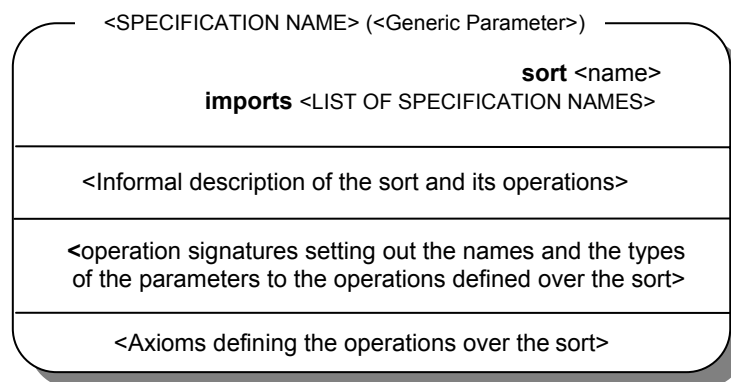 <SPECIFICATION NAME> (<Generic Parameter>)
sort <name>
imports <LIST OF SPECIFICATION NAMES>
<Informal description of the sort and its operations>
<operation signatures setting out the names and the types
of the parameters to the operations defined over the sort>
<Axioms defining the operations over the sort>